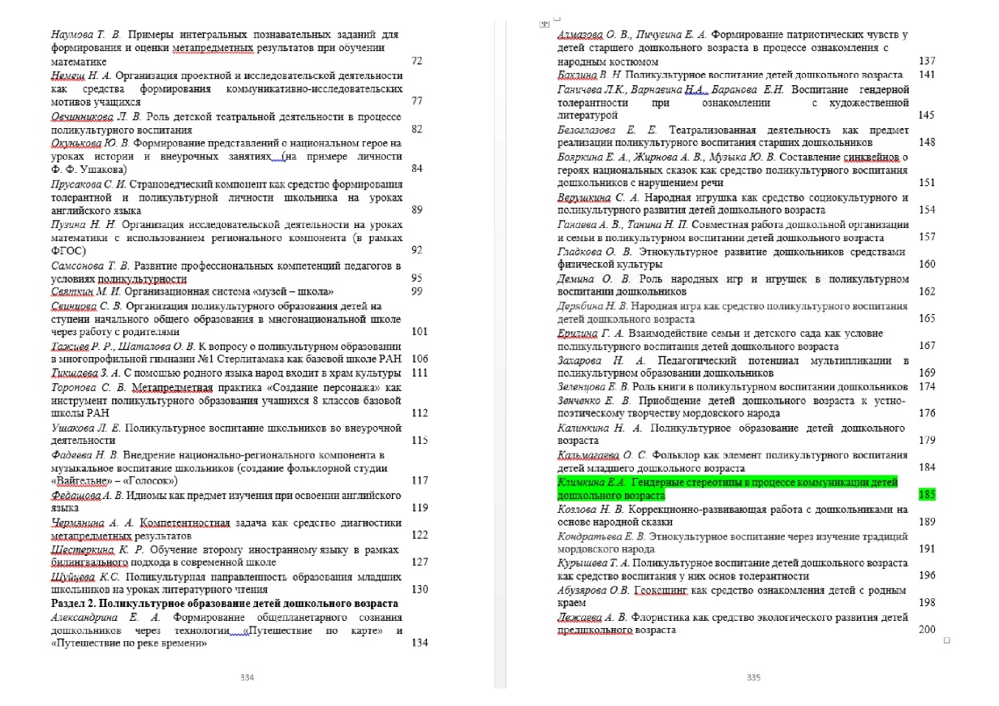 Наумова Т. В. Примеры интегральных познавательных заданий для
формирования и оценки метапредметных результатов при обучении
математике 72
Немеш Н. А. Организация проектной и исследовательской деятельности
как средства формирования коммуникативно-исследовательских
мотивов учащихся 77
Овчинникова Л. В. Роль детской театральной деятельности в процессе
поликультурного воспитания 82
Окунькова Ю. В. Формирование представлений о национальном герое на
уроках истории и внеурочных занятиях (на примере личности
Ф. Ф. Ушакова) 84
Прусакова С. И. Страноведческий компонент как средство формирования
толерантной и поликультурной личности школьника на уроках
английского языка 89
Пузина Н. Н. Организация исследовательской деятельности на уроках
математики с использованием регионального компонента (в рамках
ФГОС) 92
Самсонова Т. В. Развитие профессиональных компетенций педагогов в
условиях поликультурности 95
Святкин М. И. Организационная система «музей – школа» 99
Свинцова С. В. Организация поликультурного образования детей на
ступени начального общего образования в многонациональной школе
через работу с родителями 101
Тажиев Р. Р., Шаталова О. В. К вопросу о поликультурном образовании
в многопрофильной гимназии №1 Стерлитамака как базовой школе РАН 106
Тикшаева З. А. С помощью родного языка народ входит в храм культуры 111
Торопова С. В. Метапредметная практика «Создание персонажа» как
инструмент поликультурного образования учащихся 8 классов базовой
школы РАН 112
Ушакова Л. Е. Поликультурное воспитание школьников во внеурочной
деятельности 115
Фадеева Н. В. Внедрение национально-регионального компонента в
музыкальное воспитание школьников (создание фольклорной студии
«Вайгельне» – «Голосок») 117
Федашова А. В. Идиомы как предмет изучения при освоении английского
языка 119
Чермянина А. А. Компетентностная задача как средство диагностики
метапредметных результатов 122
Шестеркина К. Р. Обучение второму иностранному языку в рамках
билингвального подхода в современной школе 127
Шуйцева К.С. Поликультурная направленность образования младших
школьников на уроках литературного чтения 130
Раздел 2. Поликультурное образование детей дошкольного возраста
Александрина Е. А. Формирование общепланетарного сознания
дошкольников через технологии «Путешествие по карте» и
«Путешествие по реке времени» 134
334
Алмазова О. В., Пичугина Е. А. Формирование патриотических чувств у
детей старшего дошкольного возраста в процессе ознакомления с
народным костюмом 137
Баклина В. Н. Поликультурное воспитание детей дошкольного возраста 141
Ганичева Л.К., Варнавина Н.А., Баранова Е.Н. Воспитание гендерной
толерантности при ознакомлении с художественной
литературой 145
Белоглазова Е. Е. Театрализованная деятельность как предмет
реализации поликультурного воспитания старших дошкольников 148
Бояркина Е. А., Жирнова А. В., Музыка Ю. В. Составление синквейнов о
героях национальных сказок как средство поликультурного воспитания
дошкольников с нарушением речи 151
Верушкина С. А. Народная игрушка как средство социокультурного и
поликультурного развития детей дошкольного возраста 154
Ганаева А. В., Танина Н. П. Совместная работа дошкольной организации
и семьи в поликультурном воспитании детей дошкольного возраста 157
Гладкова О. В. Этнокультурное развитие дошкольников средствами
физической культуры 160
Демина О. В. Роль народных игр и игрушек в поликультурном
воспитании дошкольников 162
Дерябина Н. В. Народная игра как средство поликультурного воспитания
детей дошкольного возраста 165
Ерилина Г. А. Взаимодействие семьи и детского сада как условие
поликультурного воспитания детей дошкольного возраста 167
Захарова Н. А. Педагогический потенциал мультипликации в
поликультурном образовании дошкольников 169
Зеленцова Е. В. Роль книги в поликультурном воспитании дошкольников 174
Зенченко Е. В. Приобщение детей дошкольного возраста к устно-
поэтическому творчеству мордовского народа 176
Калинкина Н. А. Поликультурное образование детей дошкольного
возраста 179
Кальмагаева О. С. Фольклор как элемент поликультурного воспитания
детей младшего дошкольного возраста 184
Климкина Е.А. Гендерные стереотипы в процессе коммуникации детей
дошкольного возраста 185
Козлова Н. В. Коррекционно-развивающая работа с дошкольниками на
основе народной сказки 189
Кондратьева Е. В. Этнокультурное воспитание через изучение традиций
мордовского народа 191
Курышева Т. А. Поликультурное воспитание детей дошкольного возраста
как средство воспитания у них основ толерантности 196
Абузярова О.В. Геокешинг как средство ознакомления детей с родным
краем 198
Лежаева А. В. Флористика как средство экологического развития детей
предшкольного возраста 200
335